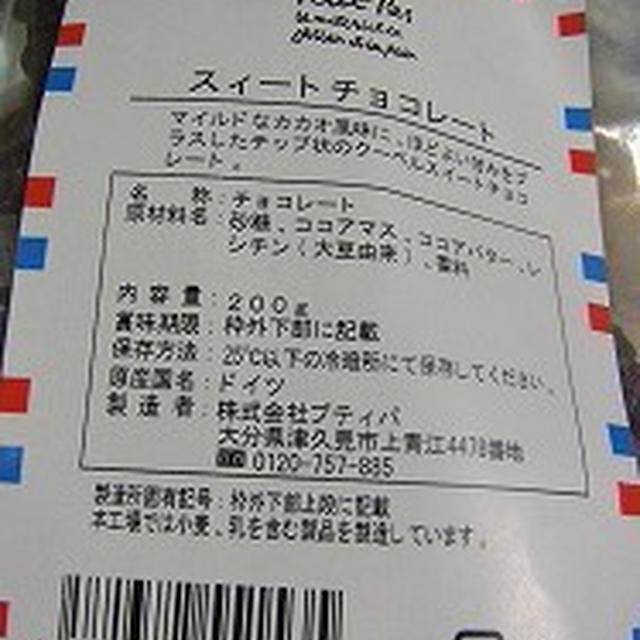 スィートチョコレート
マイルドなカカオ風味に、ほどよい甘みをプ
ラスしたチップ状のクーベルスイートチョコ
レート。
名 称：チョコレート
原材料名：砂糖、ココアマス、ココアバター、レ
シチン（大豆由来）、香料
内容量：200g
賞味期限：枠外下部に記載
保存方法：25℃以下の冷暗所にて保存してください。
原産国名：ドイツ
製造者：株式会社プティパ
大分県津久見市上青江4478番地
0120-757-885
製造所固有記号：枠外下部上段に記載
本工場では小麦、乳を含む製品を製造しています。